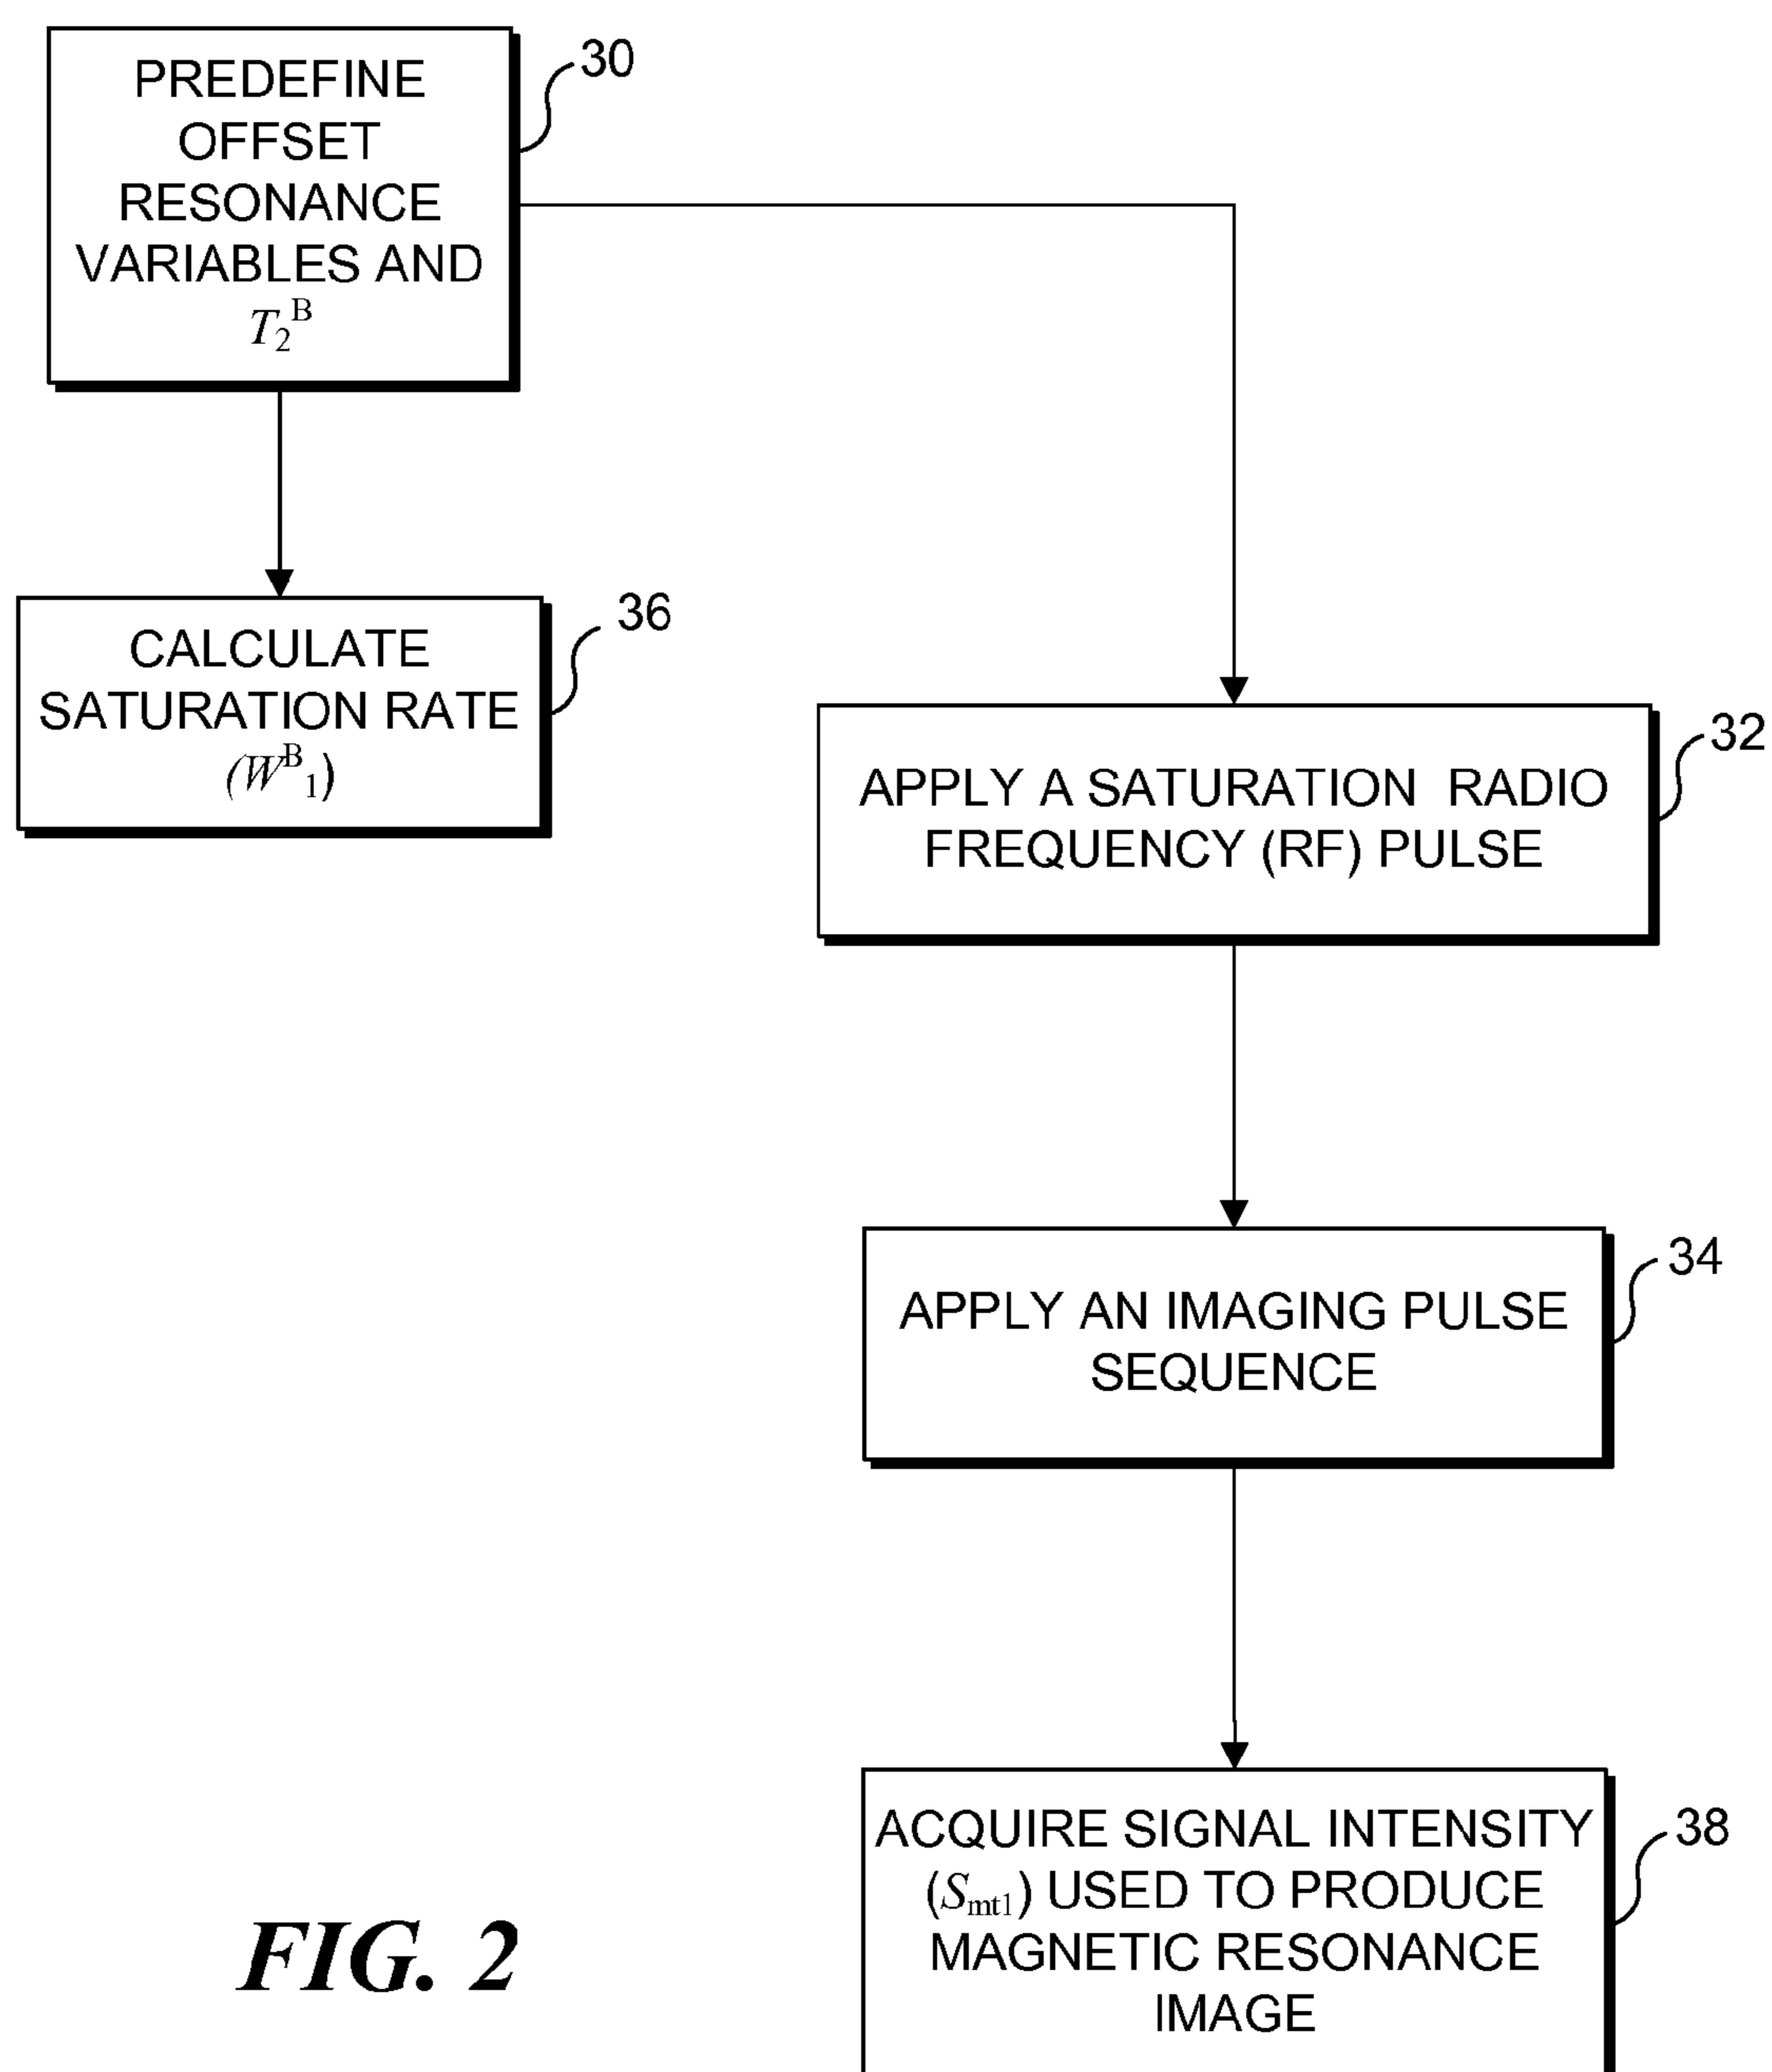 PREDEFINE
OFFSET
RESONANCE
VARIABLES AND
T₂ᴮ
30
CALCULATE
SATURATION RATE
(Wᴮ₁)
36
APPLY A SATURATION RADIO
FREQUENCY (RF) PULSE
32
APPLY AN IMAGING PULSE
SEQUENCE
34
ACQUIRE SIGNAL INTENSITY
(Smt1) USED TO PRODUCE
MAGNETIC RESONANCE
IMAGE
38
FIG. 2